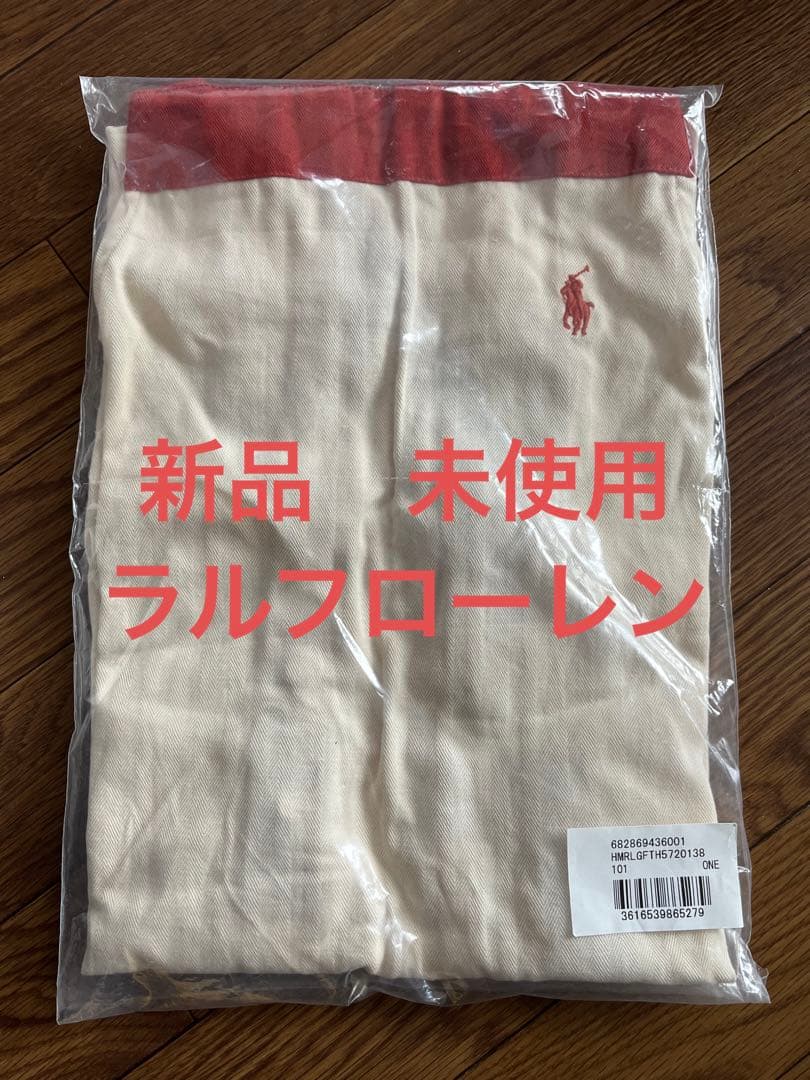 新品　未使用
ラルフローレン
682869436001
HMRLGFTH5720138
101 ONE
3616539865279